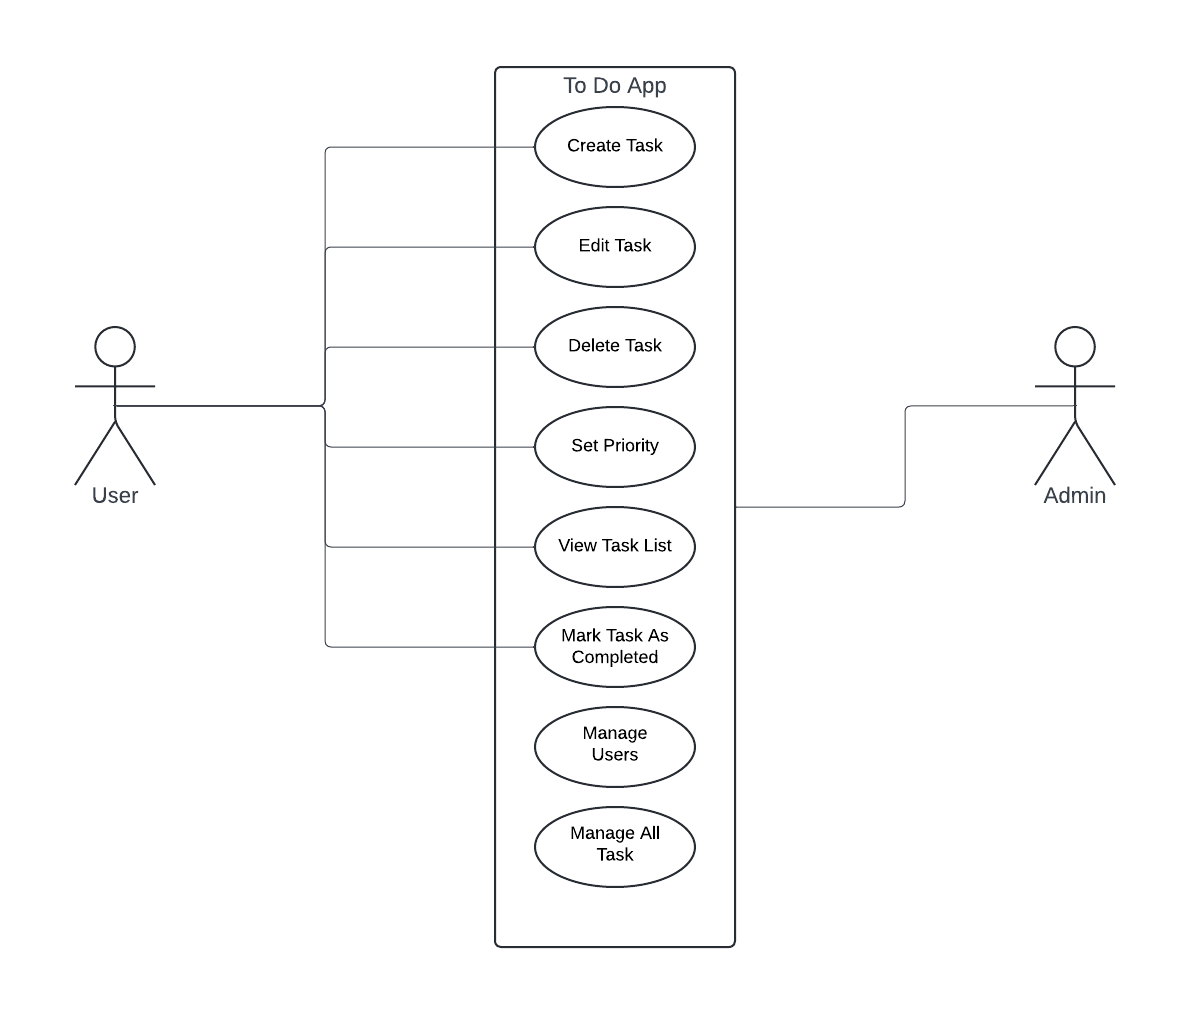 To Do App
Create Task
Edit Task
Delete Task
Set Priority
View Task List
Mark Task As
Completed
Manage
Users
Manage All
Task
User
Admin